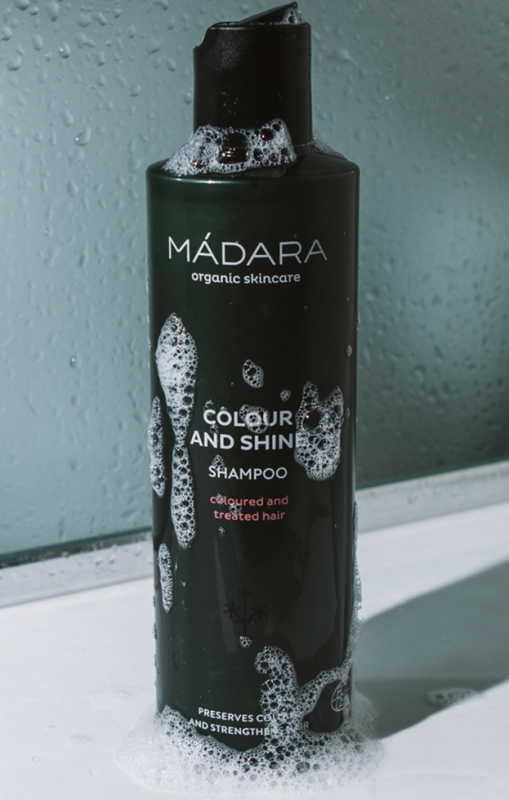 MÁDARA
organic skincare
COLOUR
AND SHINE
SHAMPOO
coloured and
treated hair
PRESERVES
AND